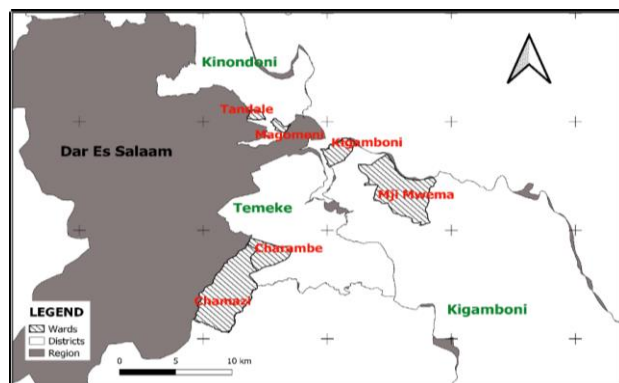 Kinondoni
Tandale
Magomeni
Kigamboni
Dar Es Salaam
Mji Mwema
Temeke
Charambe
Chamazi
Kigamboni
LEGEND
Wards
Districts
Region
0 5 10 km